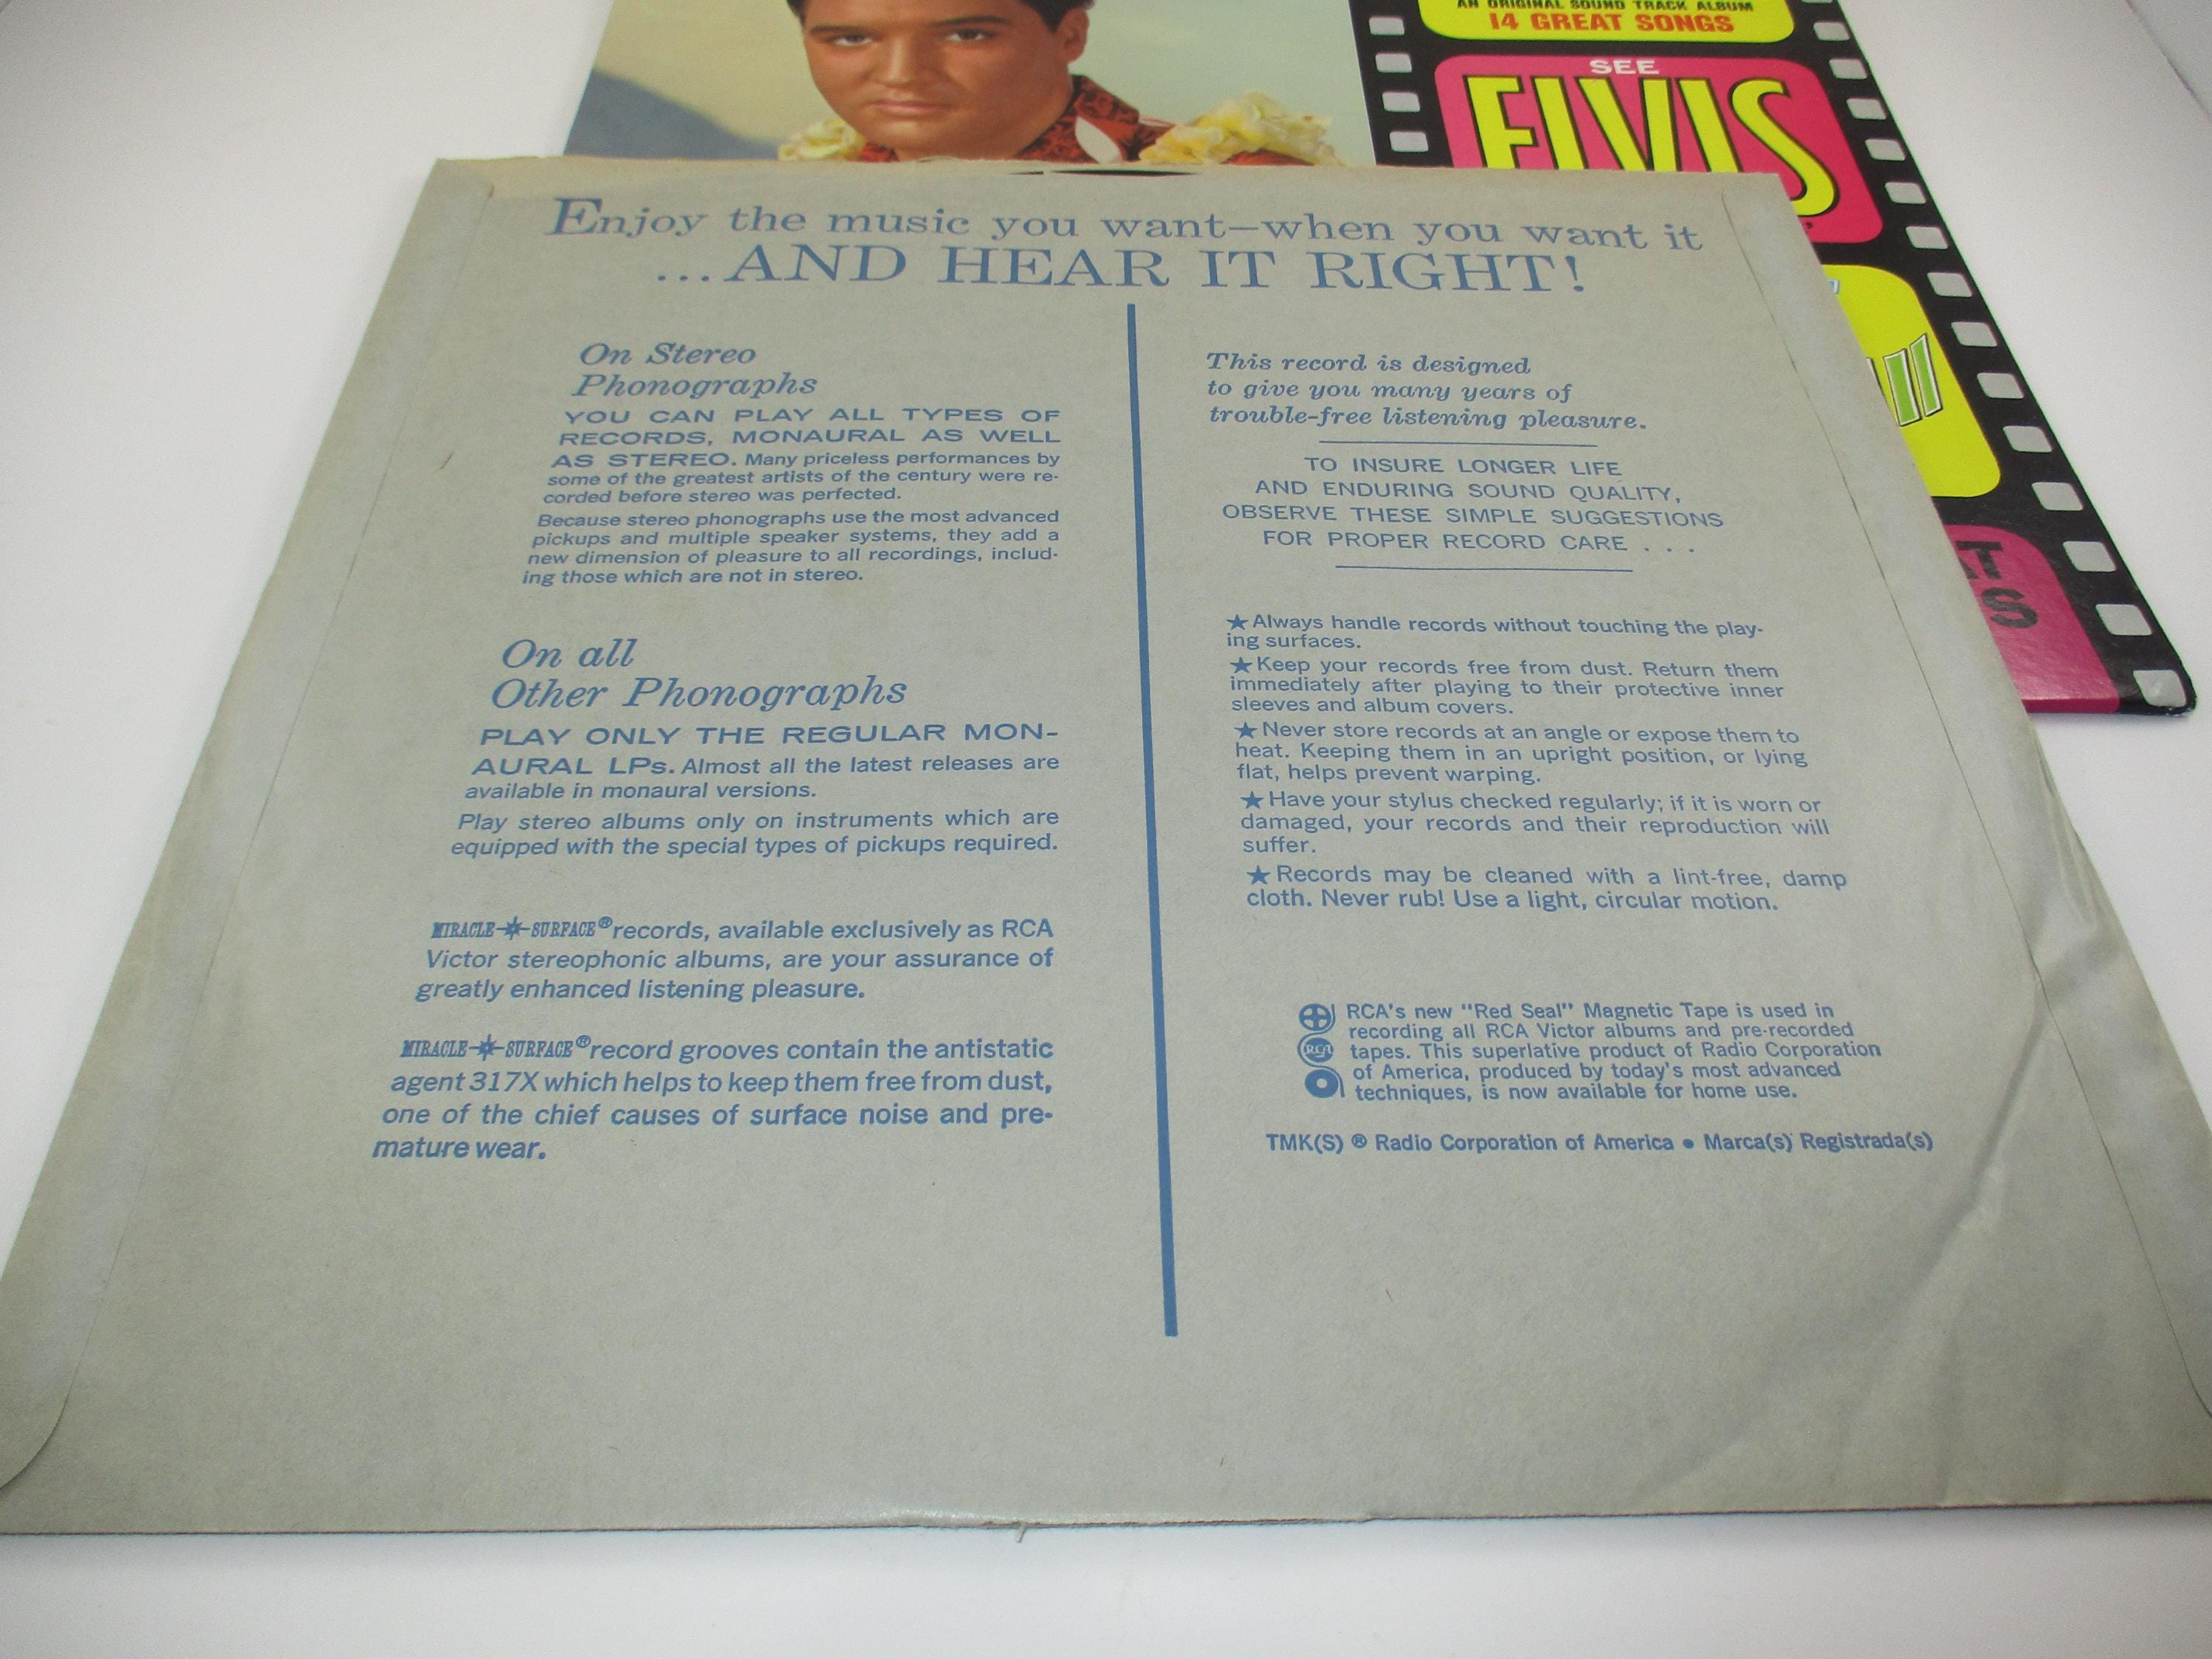 AN ORIGINAL SOUND TRACK ALBUM
14 GREAT SONGS
SEE
ELVIS
Enjoy the music you want—when you want it
...AND HEAR IT RIGHT!
On Stereo
Phonographs
YOU CAN PLAY ALL TYPES OF
RECORDS, MONAURAL AS WELL
AS STEREO. Many priceless performances by
some of the greatest artists of the century were re-
corded before stereo was perfected.
Because stereo phonographs use the most advanced
pickups and multiple speaker systems, they add a
new dimension of pleasure to all recordings, includ-
ing those which are not in stereo.
On all
Other Phonographs
PLAY ONLY THE REGULAR MON-
AURAL LPs. Almost all the latest releases are
available in monaural versions.
Play stereo albums only on instruments which are
equipped with the special types of pickups required.
MIRACLE SURFACE® records, available exclusively as RCA
Victor stereophonic albums, are your assurance of
greatly enhanced listening pleasure.
MIRACLE SURFACE® record grooves contain the antistatic
agent 317X which helps to keep them free from dust,
one of the chief causes of surface noise and pre-
mature wear.
This record is designed
to give you many years of
trouble-free listening pleasure.
TO INSURE LONGER LIFE
AND ENDURING SOUND QUALITY,
OBSERVE THESE SIMPLE SUGGESTIONS
FOR PROPER RECORD CARE . . .
★ Always handle records without touching the play-
ing surfaces.
★ Keep your records free from dust. Return them
immediately after playing to their protective inner
sleeves and album covers.
★ Never store records at an angle or expose them to
heat. Keeping them in an upright position, or lying
flat, helps prevent warping.
★ Have your stylus checked regularly; if it is worn or
damaged, your records and their reproduction will
suffer.
★ Records may be cleaned with a lint-free, damp
cloth. Never rub! Use a light, circular motion.
RCA
RCA's new "Red Seal" Magnetic Tape is used in
recording all RCA Victor albums and pre-recorded
tapes. This superlative product of Radio Corporation
of America, produced by today's most advanced
techniques, is now available for home use.
TMK(S) ® Radio Corporation of America • Marca(s) Registrada(s)